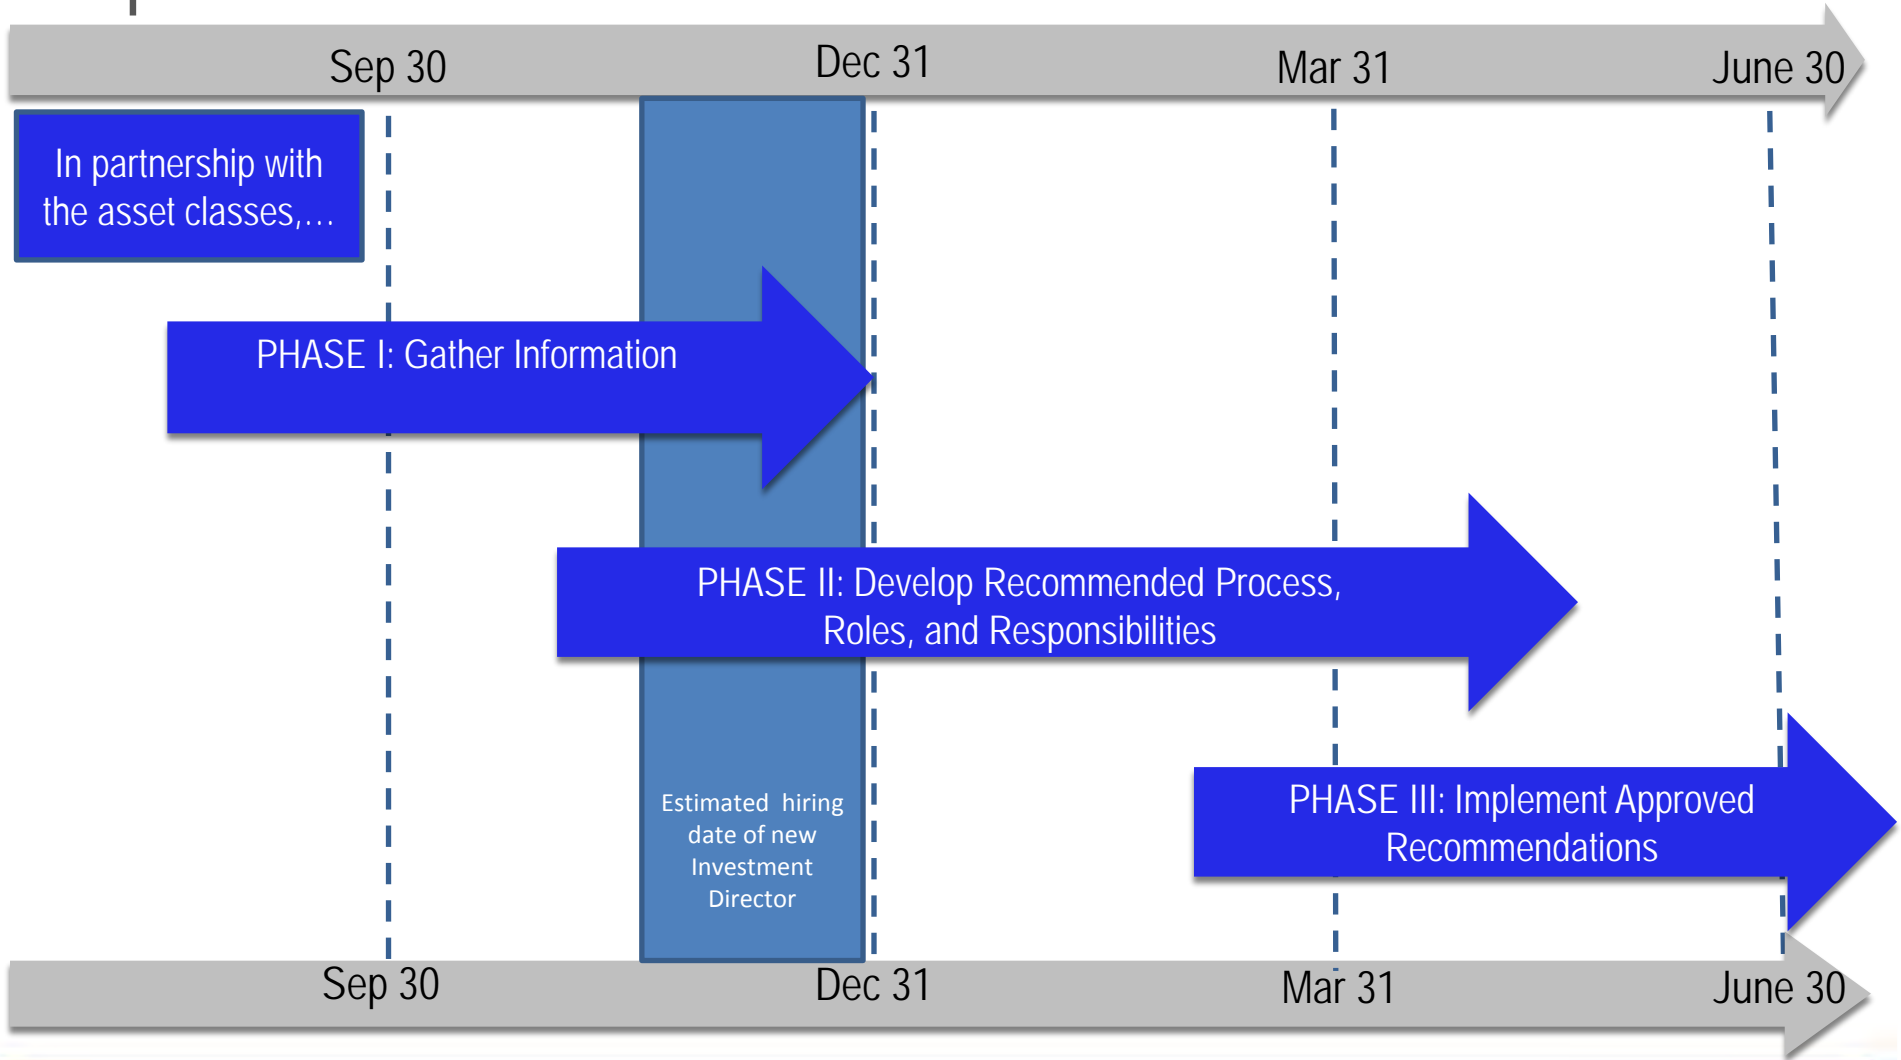 Sep 30
Dec 31
Mar 31
June 30
In partnership with
the asset classes,...
PHASE I: Gather Information
PHASE II: Develop Recommended Process,
Roles, and Responsibilities
PHASE III: Implement Approved
Recommendations
Estimated hiring
date of new
Investment
Director
Sep 30
Dec 31
Mar 31
June 30